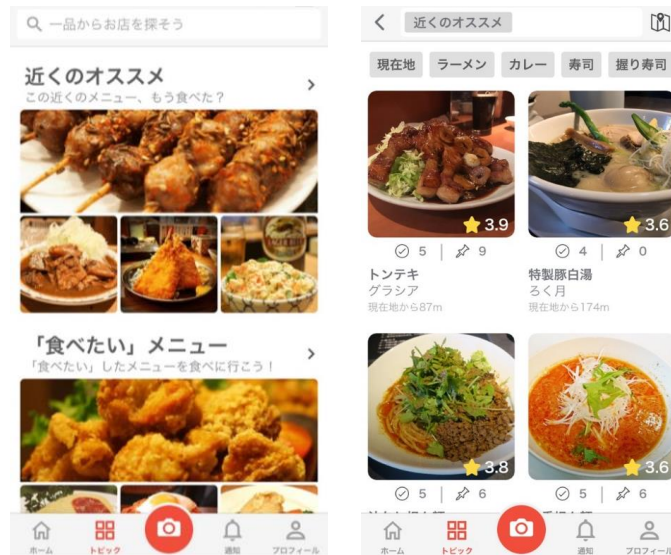 一品からお店を探そう
近くのオススメ
この近くのメニュー、もう食べた？
「食べたい」メニュー
「食べたい」したメニューを食べに行こう！
ホーム
トピック
通知
プロフィール
近くのオススメ
現在地 ラーメン カレー 寿司 握り寿司
3.9
5 9
トンテキ
グラシア
現在地から87m
3.6
4 0
特製豚白湯
ろく月
現在地から174m
3.8
5 6
3.6
5 6
ホーム
トピック
通知
プロフィール